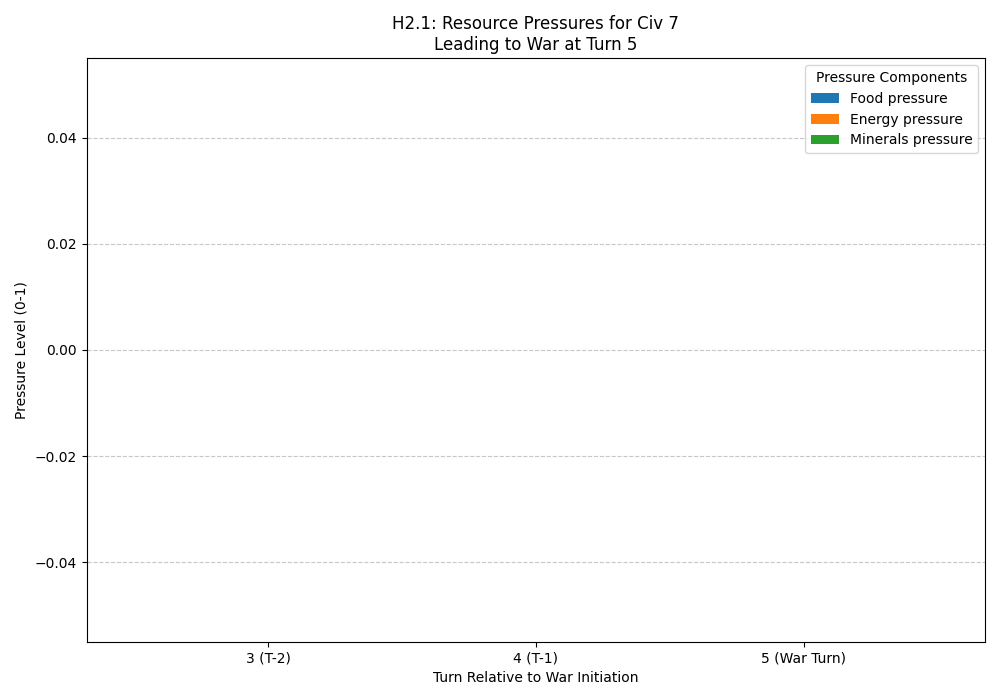 H2.1: Resource Pressures for Civ 7
Leading to War at Turn 5
Pressure Components
Food pressure
Energy pressure
Minerals pressure
0.04
0.02
0.00
−0.02
−0.04
Pressure Level (0-1)
3 (T-2)
4 (T-1)
5 (War Turn)
Turn Relative to War Initiation